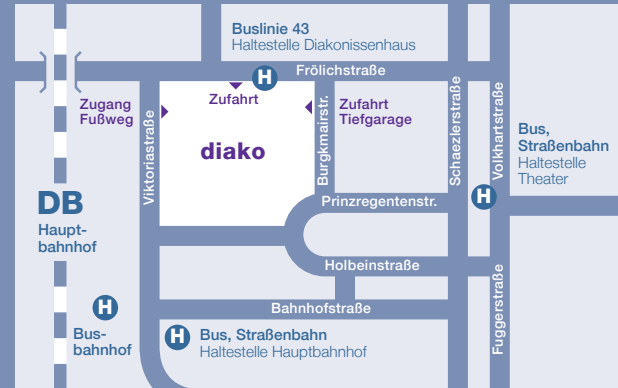 Buslinie 43
Haltestelle Diakonissenhaus
H
Frölichstraße
Zufahrt
Zugang
Fußweg
Zufahrt
Tiefgarage
Viktoriastraße
Burgkmairstr.
Schaezlerstraße
Volkhartstraße
diako
Bus,
Straßenbahn
Haltestelle
Theater
H
Prinzregentenstr.
DB
Haupt-
bahnhof
Holbeinstraße
Fuggerstraße
H
Bus-
bahnhof
Bahnhofstraße
H
Bus, Straßenbahn
Haltestelle Hauptbahnhof